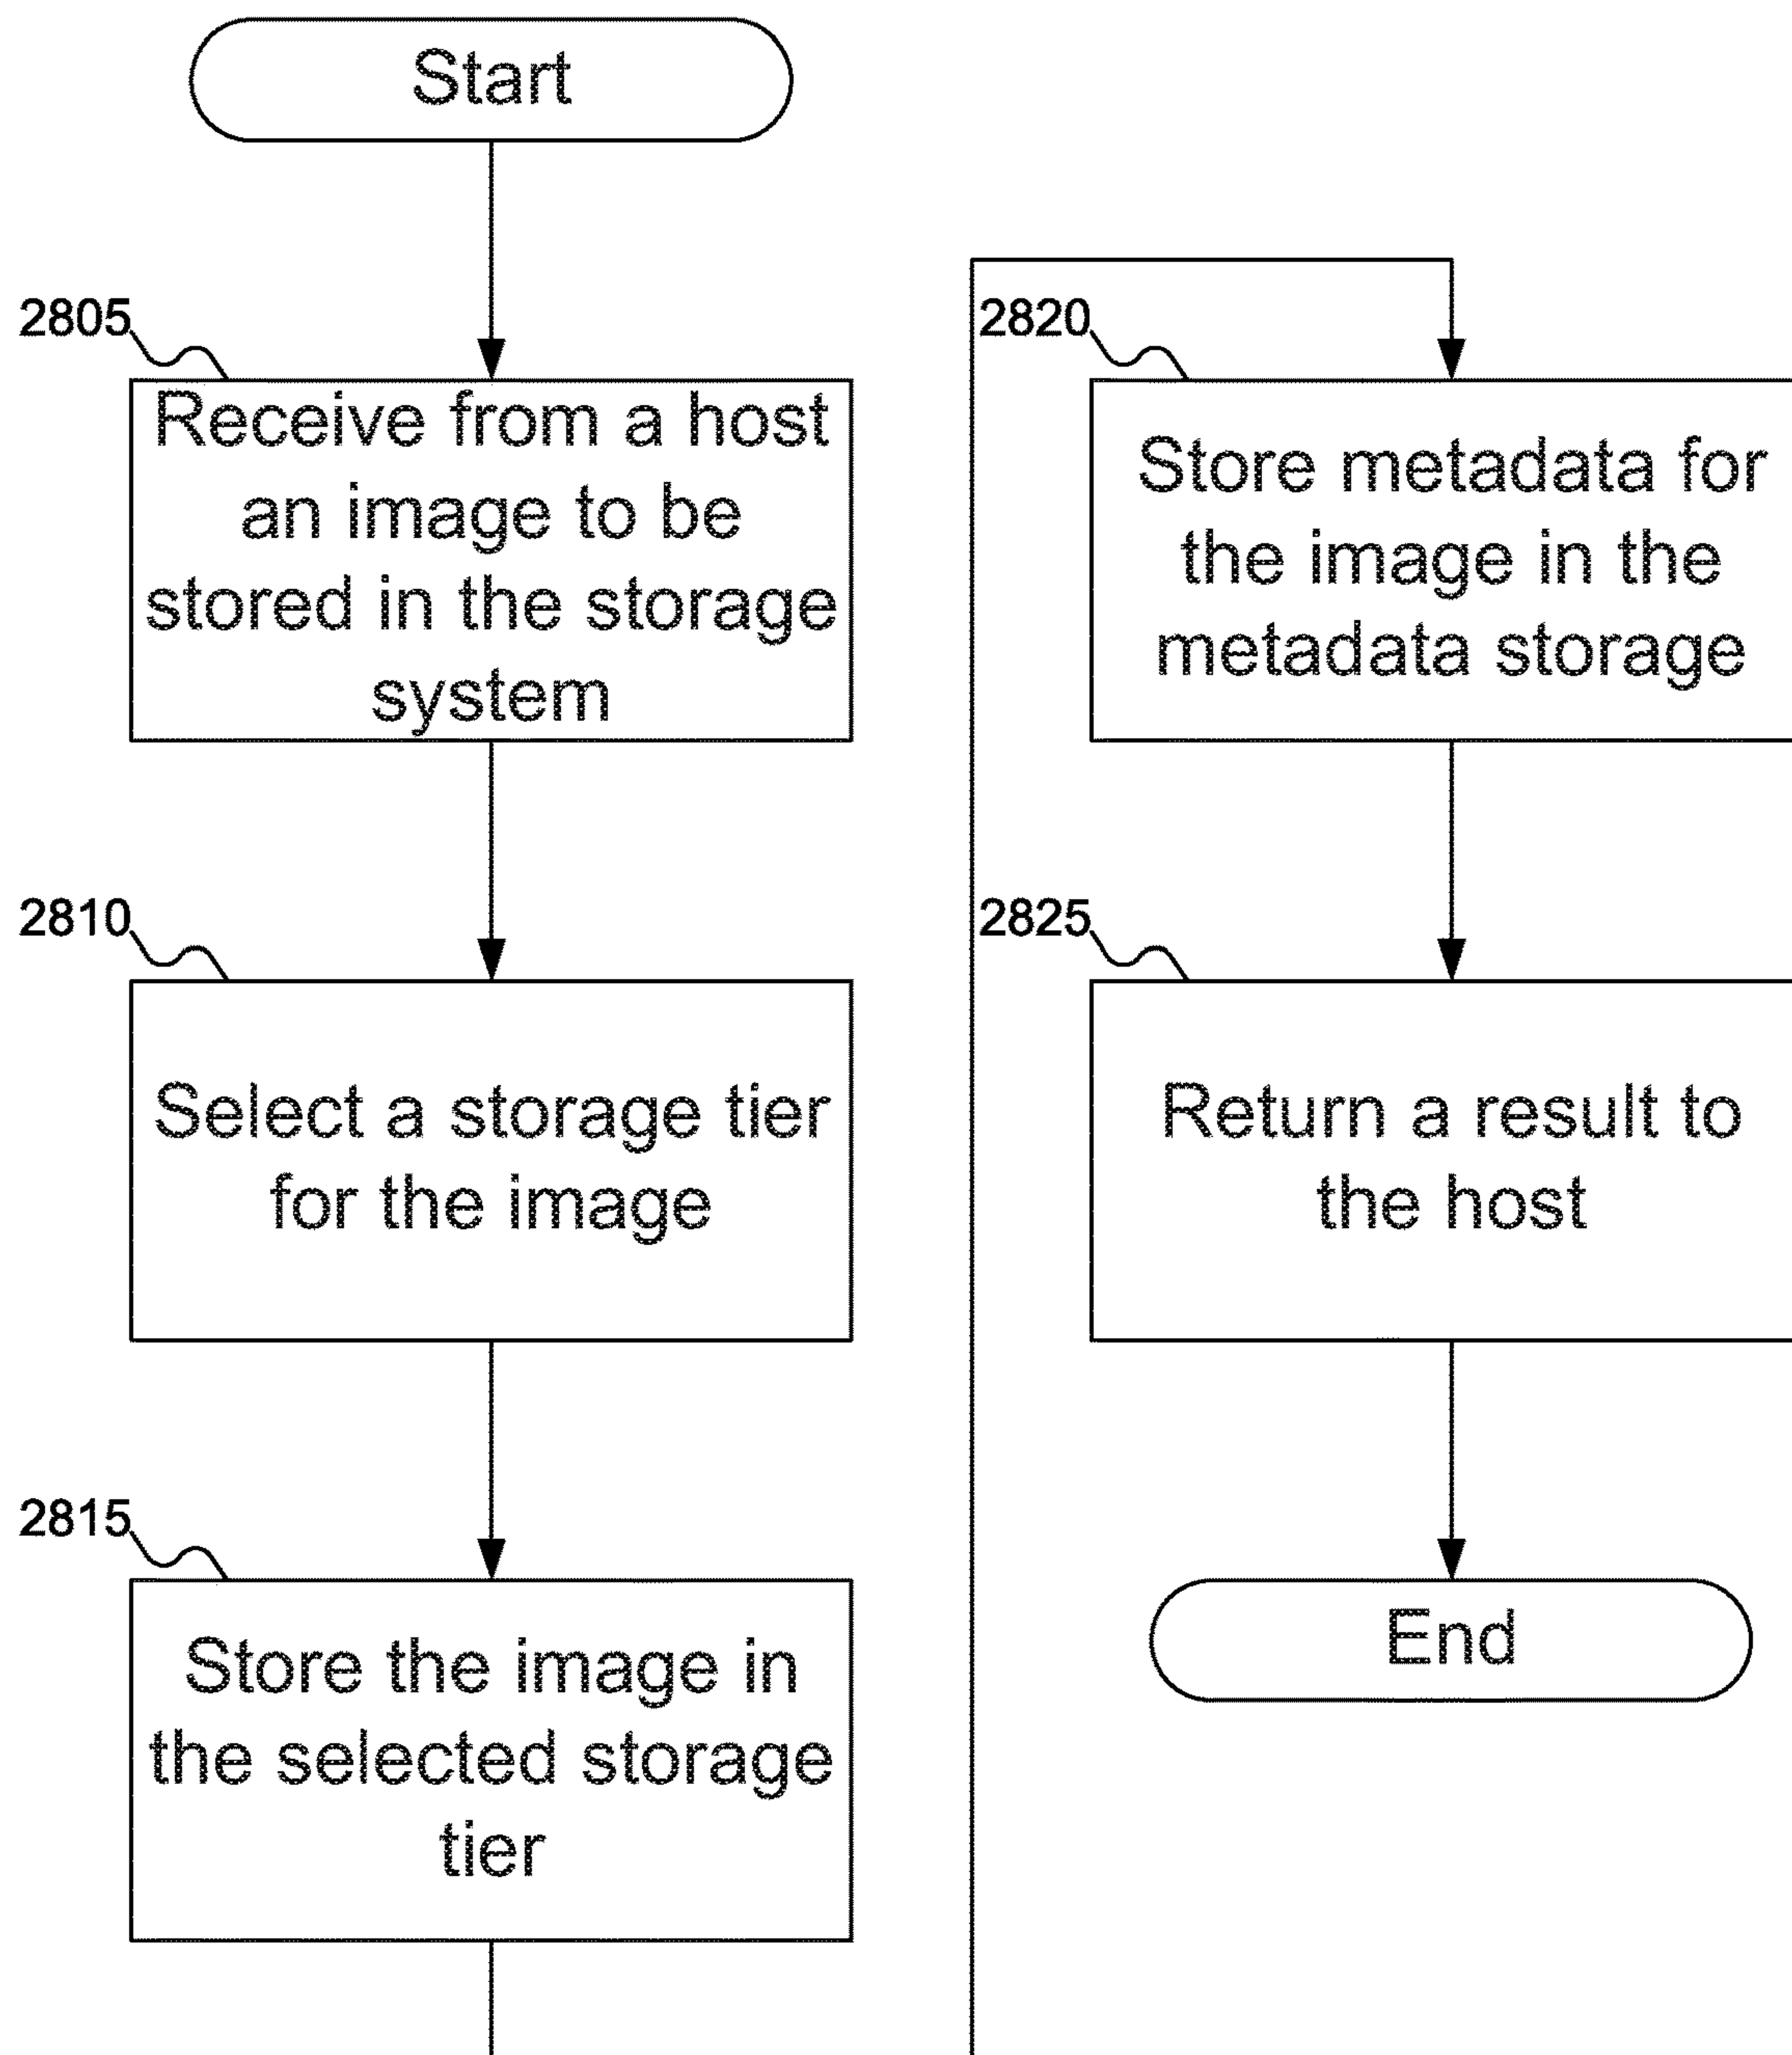 Start
2805
Receive from a host
an image to be
stored in the storage
system
2810
Select a storage tier
for the image
2815
Store the image in
the selected storage
tier
2820
Store metadata for
the image in the
metadata storage
2825
Return a result to
the host
End